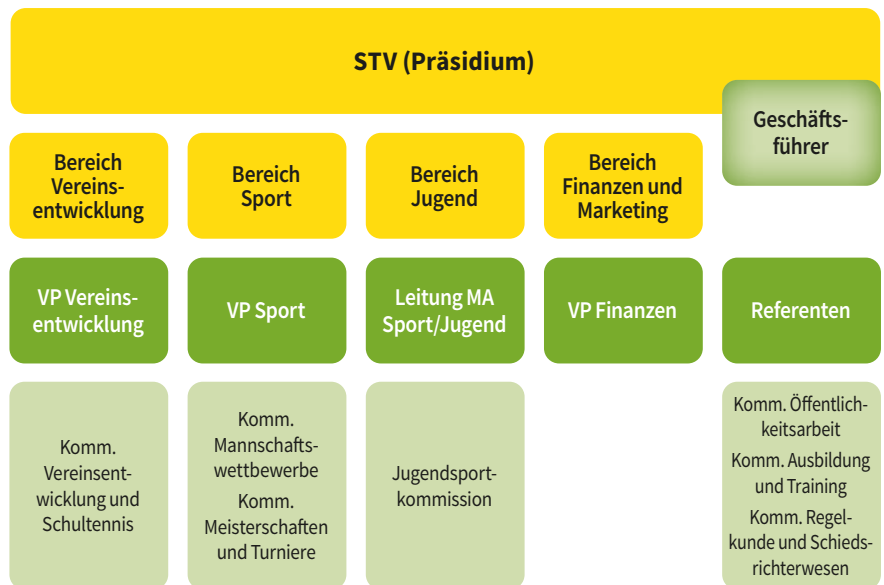 STV (Präsidium)
Geschäfts-
führer
Bereich
Vereins-
entwicklung
Bereich
Sport
Bereich
Jugend
Bereich
Finanzen und
Marketing
VP Vereins-
entwicklung
VP Sport
Leitung MA
Sport/Jugend
VP Finanzen
Referenten
Komm.
Vereinsent-
wicklung und
Schultennis
Komm.
Mannschafts-
wettbewerbe
Komm.
Meisterschaften
und Turniere
Jugendsport-
kommission
Komm. Öffentlich-
keitsarbeit
Komm. Ausbildung
und Training
Komm. Regel-
kunde und Schieds-
richterwesen